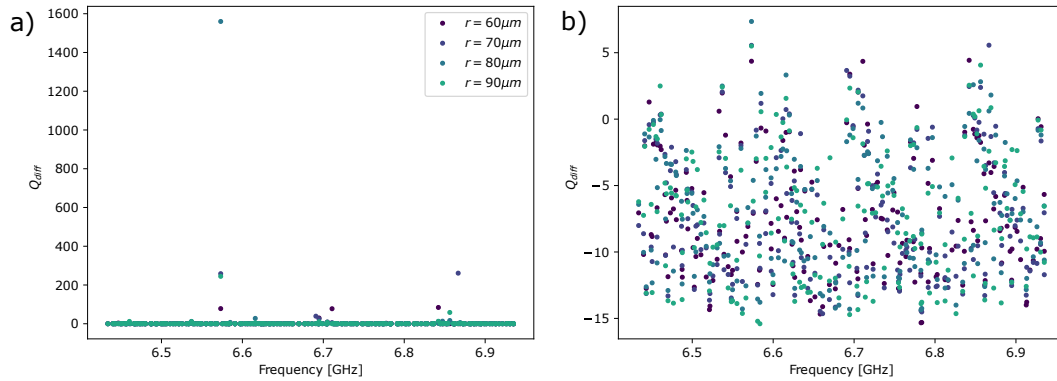 a)
1600
1400
1200
1000
800
600
400
200
0
Q_diff
6.5
6.6
6.7
6.8
6.9
Frequency [GHz]
r = 60μm
r = 70μm
r = 80μm
r = 90μm
b)
5
0
−5
−10
−15
Q_diff
6.5
6.6
6.7
6.8
6.9
Frequency [GHz]